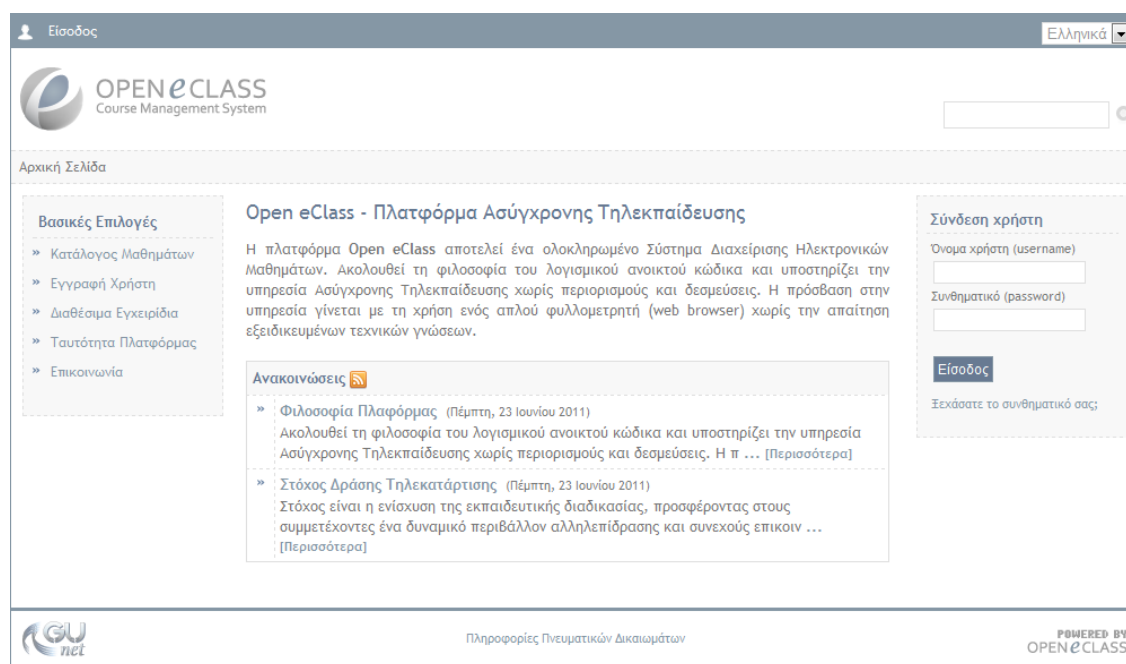 Είσοδος
Ελληνικά
OPEN eCLASS
Course Management System
Αρχική Σελίδα
Βασικές Επιλογές
» Κατάλογος Μαθημάτων
» Εγγραφή Χρήστη
» Διαθέσιμα Εγχειρίδια
» Ταυτότητα Πλατφόρμας
» Επικοινωνία
Open eClass - Πλατφόρμα Ασύγχρονης Τηλεκπαίδευσης
Η πλατφόρμα Open eClass αποτελεί ένα ολοκληρωμένο Σύστημα Διαχείρισης Ηλεκτρονικών
Μαθημάτων. Ακολουθεί τη φιλοσοφία του λογισμικού ανοικτού κώδικα και υποστηρίζει την
υπηρεσία Ασύγχρονης Τηλεκπαίδευσης χωρίς περιορισμούς και δεσμεύσεις. Η πρόσβαση στην
υπηρεσία γίνεται με τη χρήση ενός απλού φυλλομετρητή (web browser) χωρίς την απαίτηση
εξειδικευμένων τεχνικών γνώσεων.
Ανακοινώσεις
» Φιλοσοφία Πλαφόρμας (Πέμπτη, 23 Ιουνίου 2011)
Ακολουθεί τη φιλοσοφία του λογισμικού ανοικτού κώδικα και υποστηρίζει την υπηρεσία
Ασύγχρονης Τηλεκπαίδευσης χωρίς περιορισμούς και δεσμεύσεις. Η π ... [Περισσότερα]
» Στόχος Δράσης Τηλεκατάρτισης (Πέμπτη, 23 Ιουνίου 2011)
Στόχος είναι η ενίσχυση της εκπαιδευτικής διαδικασίας, προσφέροντας στους
συμμετέχοντες ένα δυναμικό περιβάλλον αλληλεπίδρασης και συνεχούς επικοιν ...
[Περισσότερα]
Σύνδεση χρήστη
Όνομα χρήστη (username)
Συνθηματικό (password)
Είσοδος
Ξεχάσατε το συνθηματικό σας;
GU
net
Πληροφορίες Πνευματικών Δικαιωμάτων
POWERED BY
OPEN eCLASS